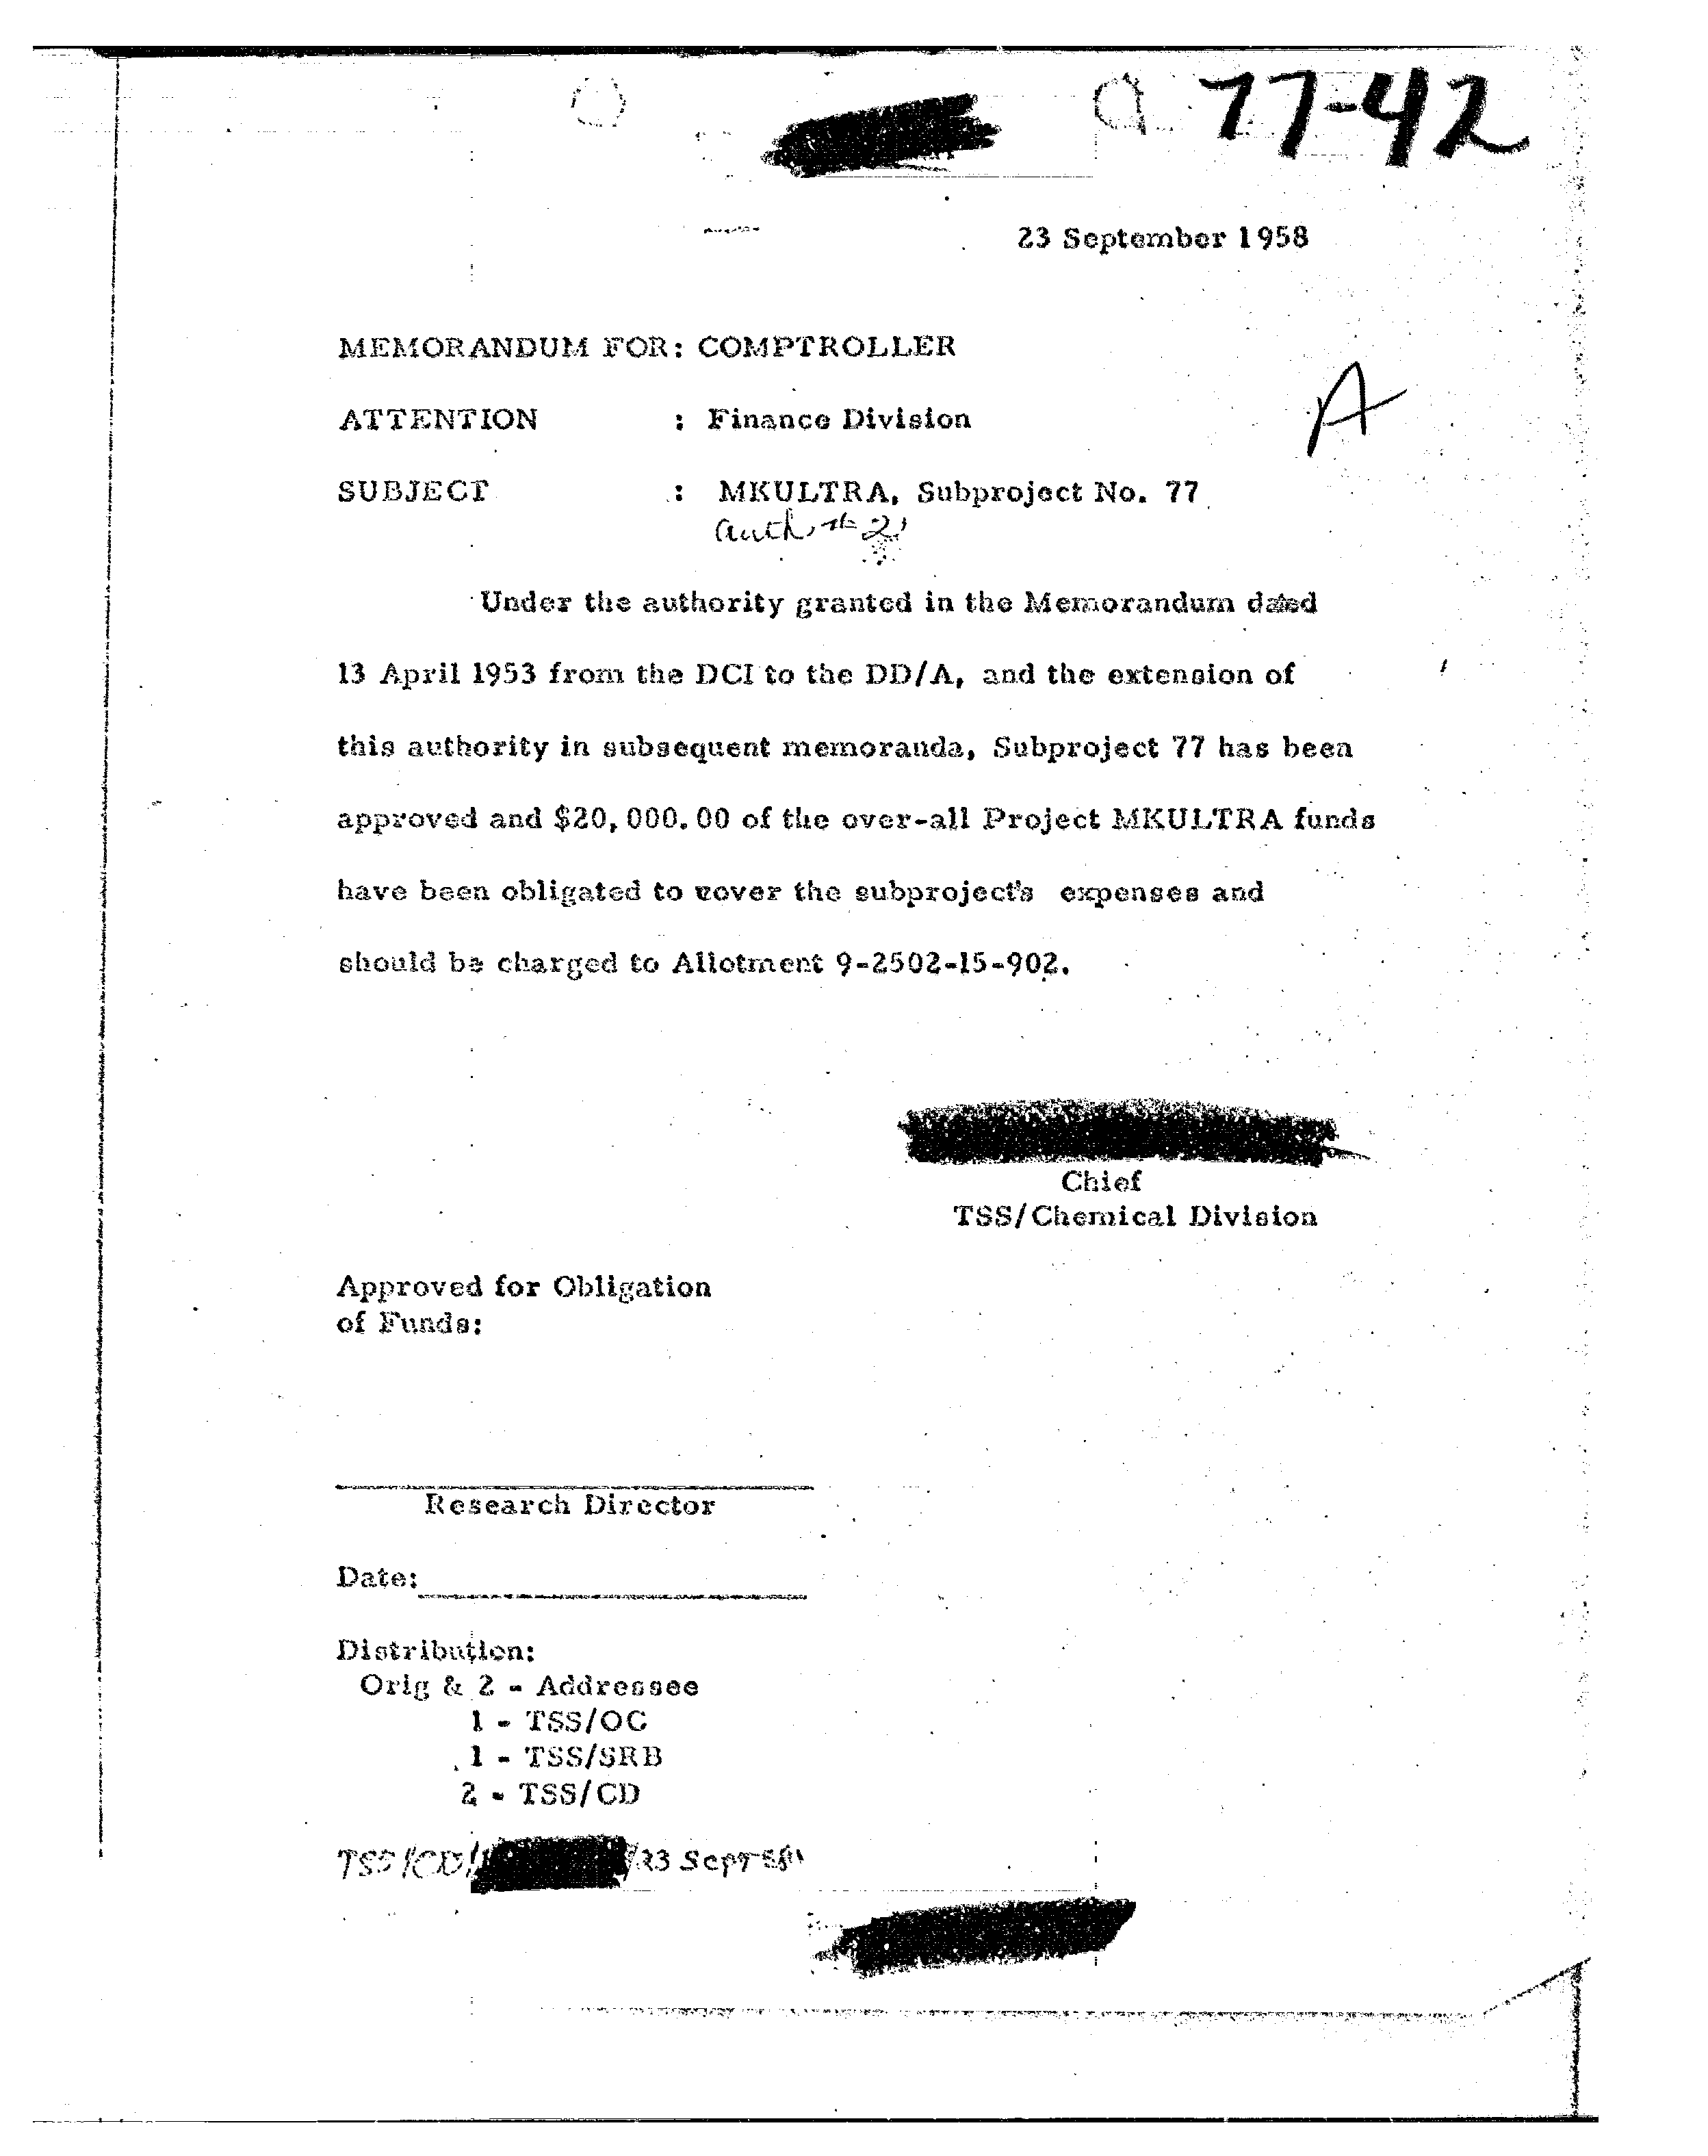 77-42
23 September 1958
MEMORANDUM FOR: COMPTROLLER
A
ATTENTION : Finance Division
SUBJECT : MKULTRA, Subproject No. 77
Auth # 2
Under the authority granted in the Memorandum dated
13 April 1953 from the DCI to the DD/A, and the extension of
this authority in subsequent memoranda, Subproject 77 has been
approved and $20,000.00 of the over-all Project MKULTRA funds
have been obligated to cover the subproject's expenses and
should be charged to Allotment 9-2502-15-902.
Chief
TSS/Chemical Division
Approved for Obligation
of Funds:
Research Director
Date:
Distribution:
Orig & 2 - Addressee
1 - TSS/OC
1 - TSS/SRB
2 - TSS/CD
TSS/CD/ /23 Sept 58